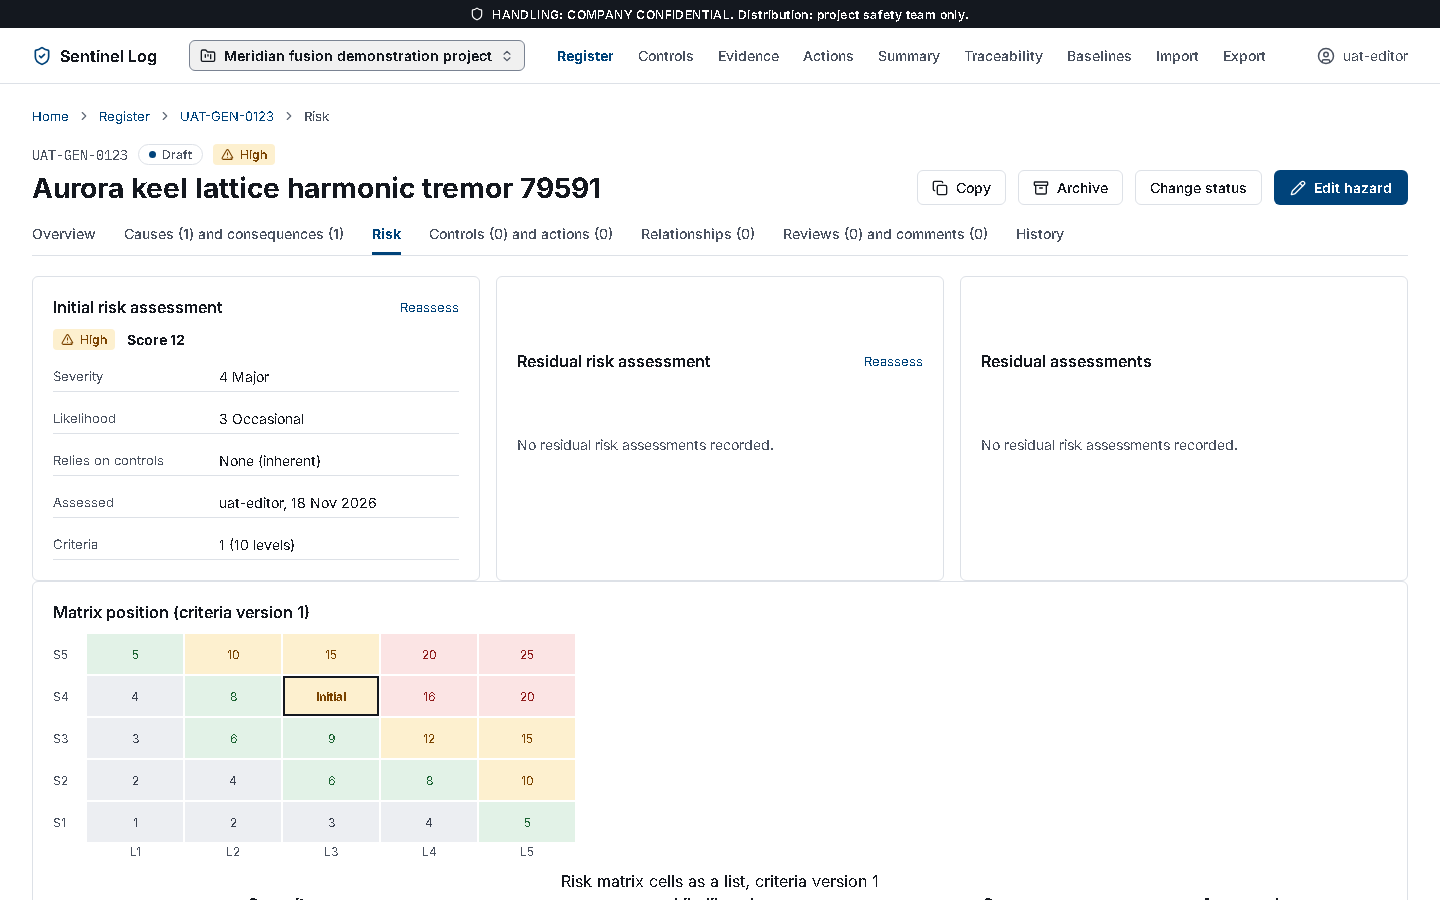 HANDLING: COMPANY CONFIDENTIAL. Distribution: project safety team only.
Sentinel Log
Meridian fusion demonstration project
Register
Controls
Evidence
Actions
Summary
Traceability
Baselines
Import
Export
uat-editor
Home > Register > UAT-GEN-0123 > Risk
UAT-GEN-0123
Draft
High
Aurora keel lattice harmonic tremor 79591
Copy
Archive
Change status
Edit hazard
Overview
Causes (1) and consequences (1)
Risk
Controls (0) and actions (0)
Relationships (0)
Reviews (0) and comments (0)
History
Initial risk assessment
Reassess
High
Score 12
Severity
4 Major
Likelihood
3 Occasional
Relies on controls
None (inherent)
Assessed
uat-editor, 18 Nov 2026
Criteria
1 (10 levels)
Residual risk assessment
Reassess
No residual risk assessments recorded.
Residual assessments
No residual risk assessments recorded.
Matrix position (criteria version 1)
S5 5 10 15 20 25
S4 4 8 Initial 16 20
S3 3 6 9 12 15
S2 2 4 6 8 10
S1 1 2 3 4 5
L1 L2 L3 L4 L5
Risk matrix cells as a list, criteria version 1